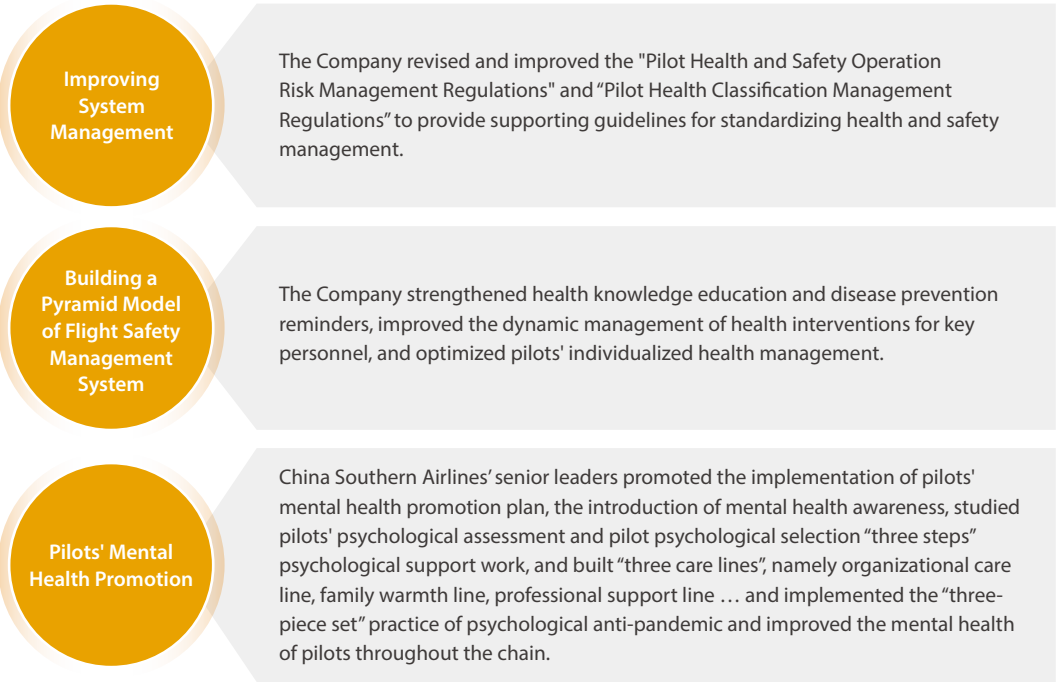 Improving
System
Management
The Company revised and improved the "Pilot Health and Safety Operation
Risk Management Regulations" and “Pilot Health Classification Management
Regulations” to provide supporting guidelines for standardizing health and safety
management.
Building a
Pyramid Model
of Flight Safety
Management
System
The Company strengthened health knowledge education and disease prevention
reminders, improved the dynamic management of health interventions for key
personnel, and optimized pilots' individualized health management.
Pilots' Mental
Health Promotion
China Southern Airlines’ senior leaders promoted the implementation of pilots'
mental health promotion plan, the introduction of mental health awareness, studied
pilots' psychological assessment and pilot psychological selection “three steps”
psychological support work, and built “three care lines”, namely organizational care
line, family warmth line, professional support line … and implemented the “three-
piece set” practice of psychological anti-pandemic and improved the mental health
of pilots throughout the chain.